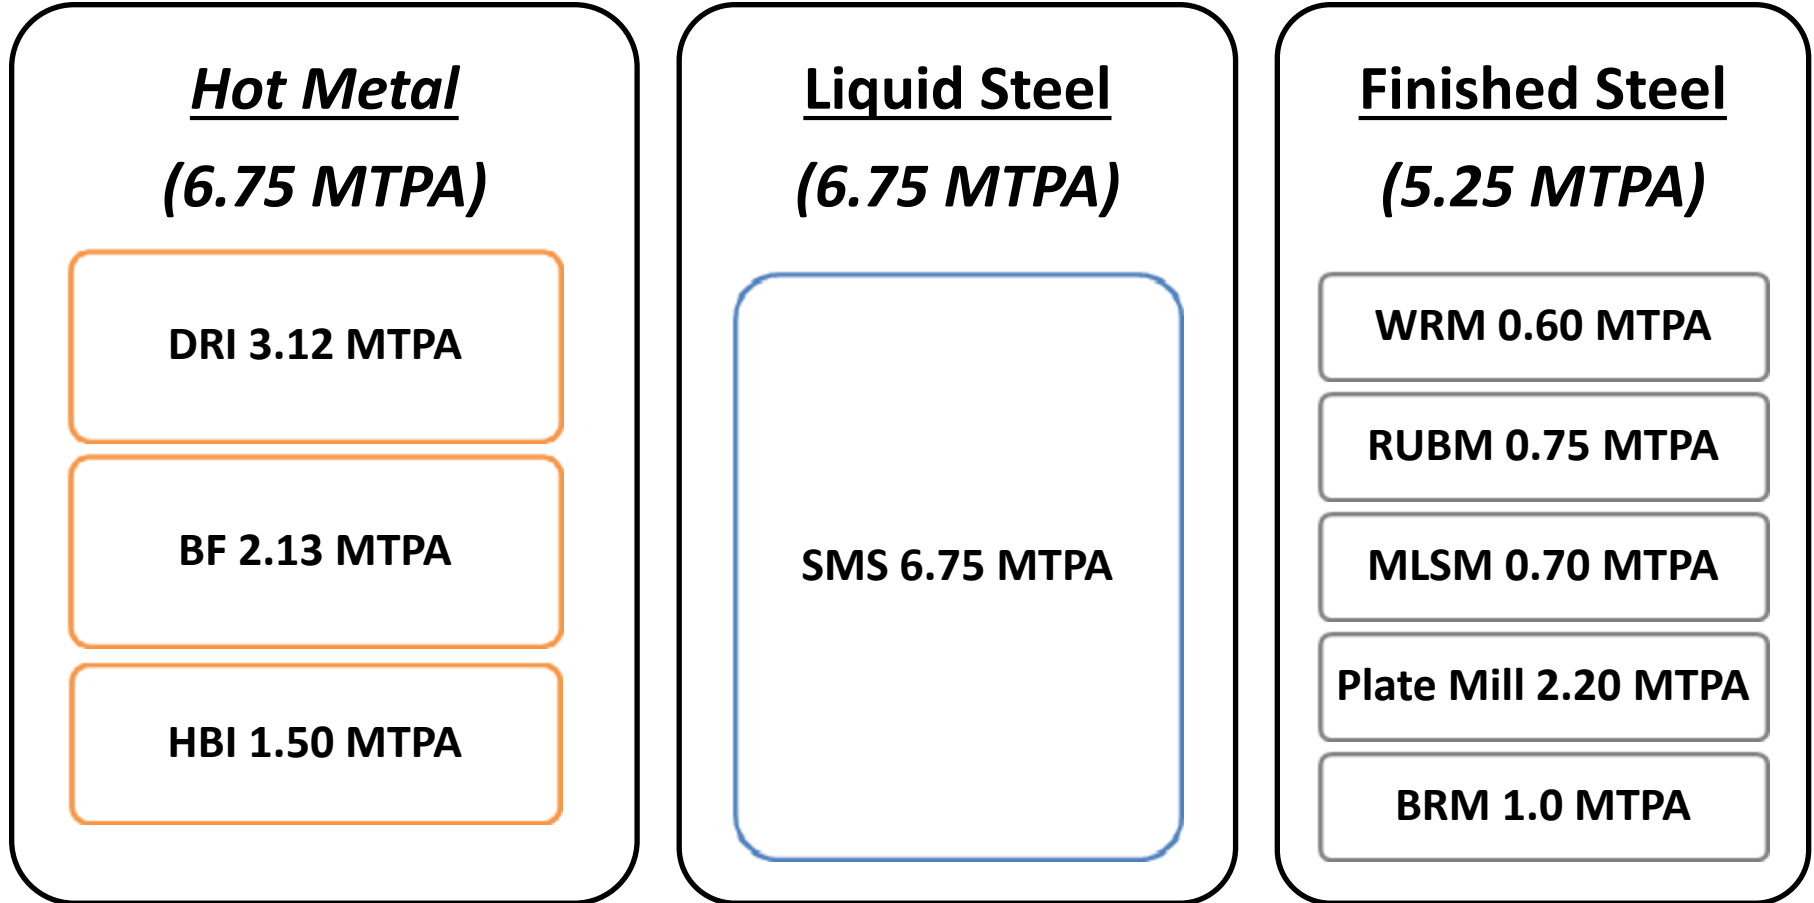 Hot Metal
(6.75 MTPA)
DRI 3.12 MTPA
BF 2.13 MTPA
HBI 1.50 MTPA
Liquid Steel
(6.75 MTPA)
SMS 6.75 MTPA
Finished Steel
(5.25 MTPA)
WRM 0.60 MTPA
RUBM 0.75 MTPA
MLSM 0.70 MTPA
Plate Mill 2.20 MTPA
BRM 1.0 MTPA